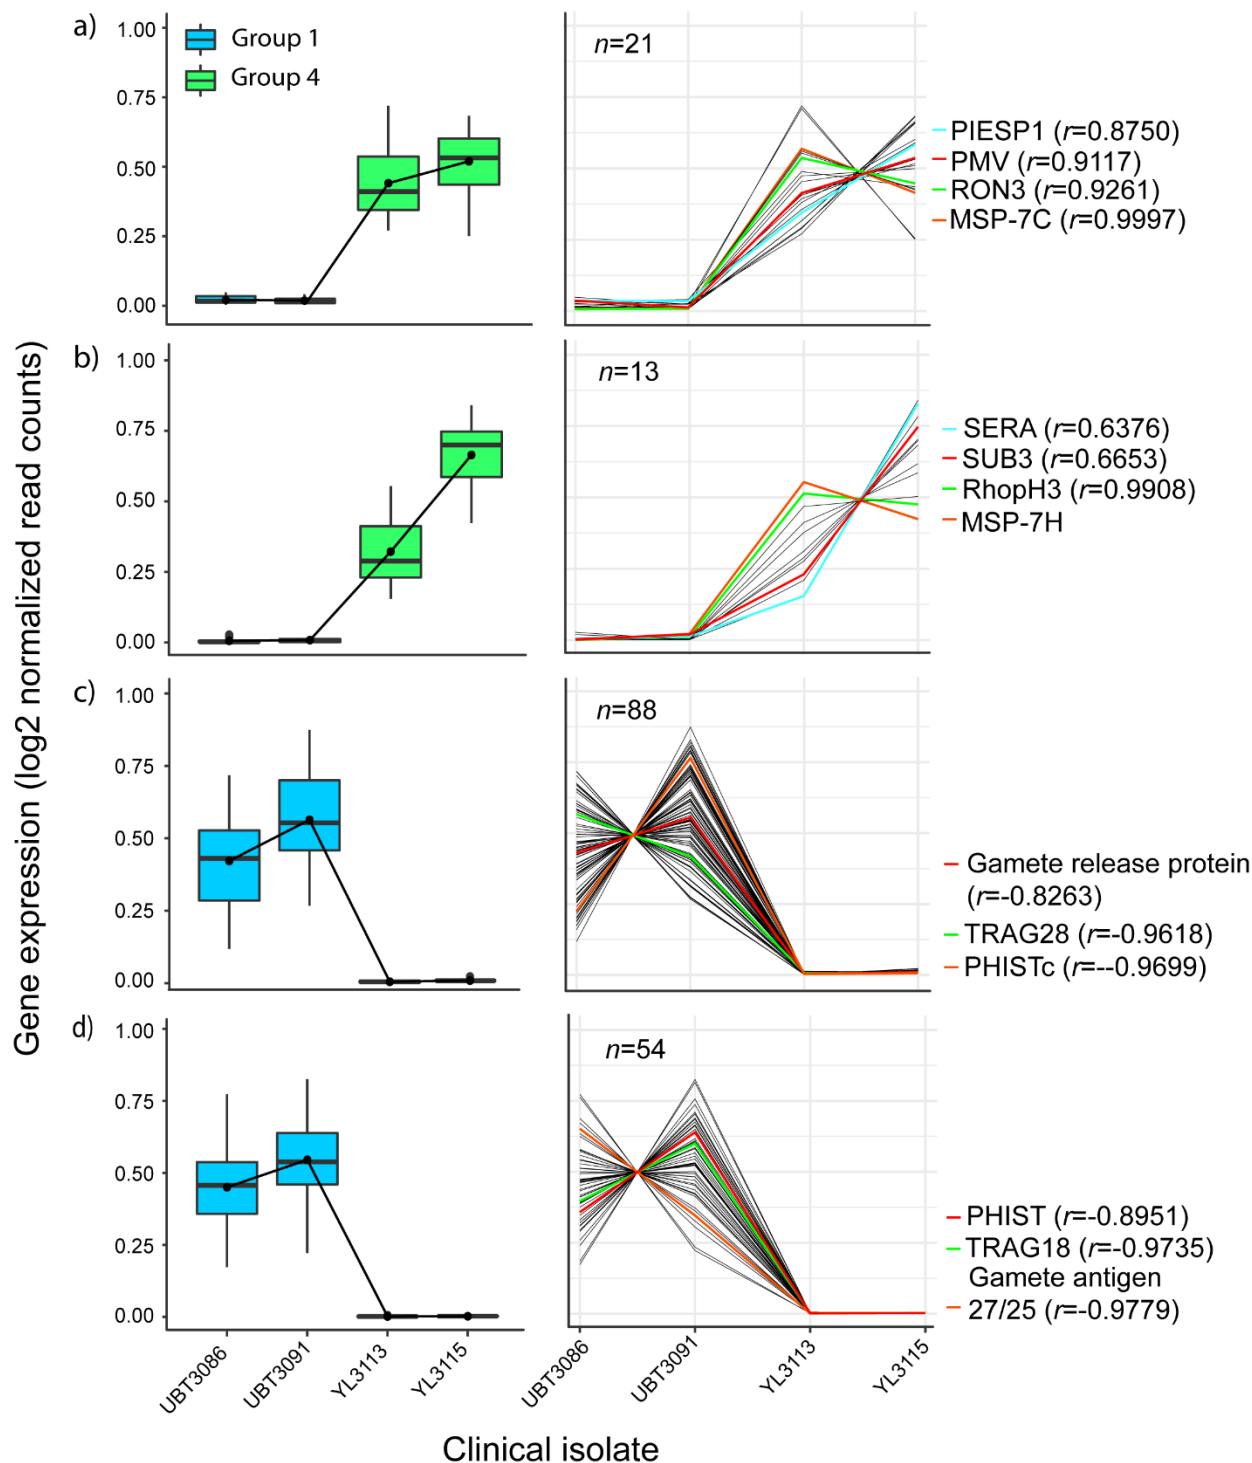 Gene expression (log2 normalized read counts)
a)
1.00
0.75
0.50
0.25
0.00
Group 1
Group 4
n=21
PIESP1 (r=0.8750)
PMV (r=0.9117)
RON3 (r=0.9261)
MSP-7C (r=0.9997)
b)
1.00
0.75
0.50
0.25
0.00
n=13
SERA (r=0.6376)
SUB3 (r=0.6653)
RhopH3 (r=0.9908)
MSP-7H
c)
1.00
0.75
0.50
0.25
0.00
n=88
Gamete release protein
(r=-0.8263)
TRAG28 (r=-0.9618)
PHISTc (r=--0.9699)
d)
1.00
0.75
0.50
0.25
0.00
n=54
PHIST (r=-0.8951)
TRAG18 (r=-0.9735)
Gamete antigen
27/25 (r=-0.9779)
UBT3086
UBT3091
YL3113
YL3115
UBT3086
UBT3091
YL3113
YL3115
Clinical isolate